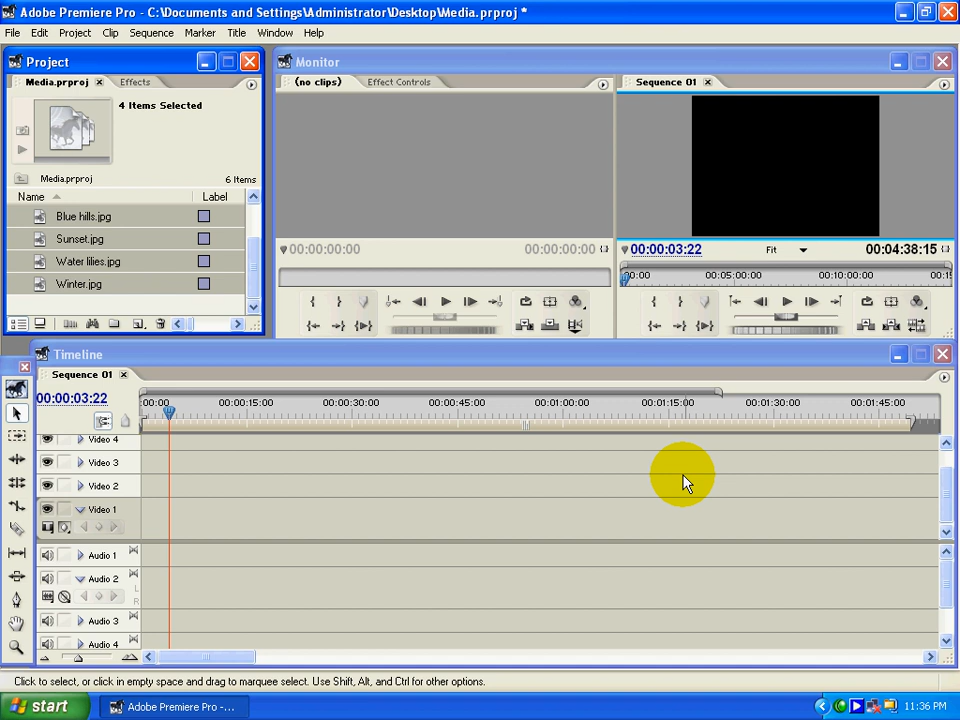 Adobe Premiere Pro - C:\Documents and Settings\Administrator\Desktop\Media.prproj *
File Edit Project Clip Sequence Marker Title Window Help
Project
Media.prproj Effects
4 Items Selected
Media.prproj 6 Items
Name Label
Blue hills.jpg
Sunset.jpg
Water lilies.jpg
Winter.jpg
Monitor
(no clips) Effect Controls
00:00:00:00 00:00:00:00
Sequence 01
00:00:03:22 Fit 00:04:38:15
00:00 00:05:00:00 00:10:00:00 00:1
Timeline
Sequence 01
00:00:03:22
:00:00 00:00:15:00 00:00:30:00 00:00:45:00 00:01:00:00 00:01:15:00 00:01:30:00 00:01:45:00
Video 4
Video 3
Video 2
Video 1
Audio 1
Audio 2
L
R
Audio 3
Audio 4
Click to select, or click in empty space and drag to marquee select. Use Shift, Alt, and Ctrl for other options.
start Adobe Premiere Pro -... 11:36 PM